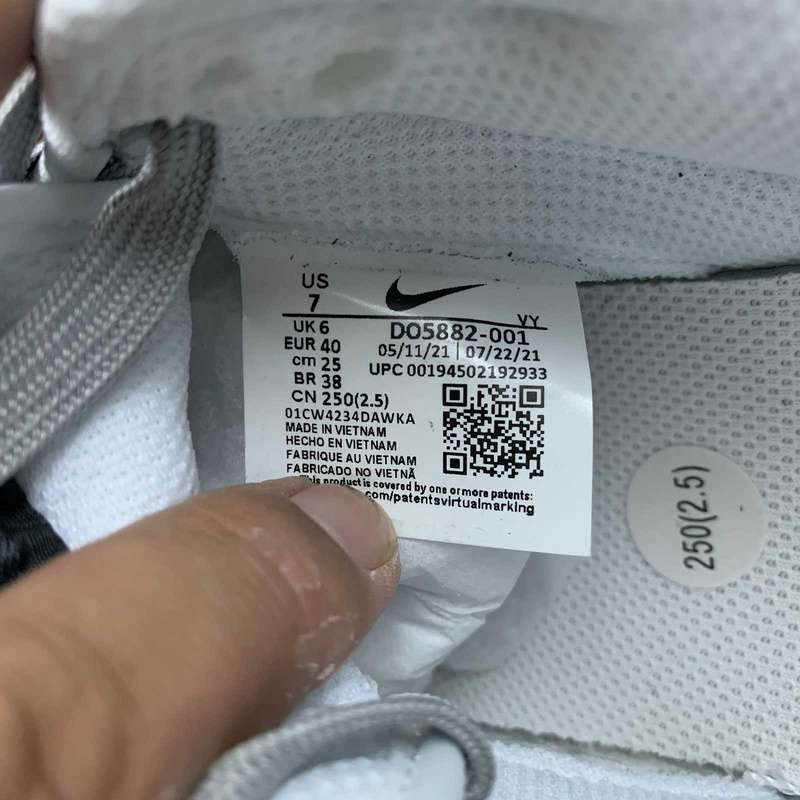 US
7
VY
UK 6
DO5882-001
EUR 40
05/11/21 | 07/22/21
cm 25
UPC 00194502192933
BR 38
CN 250(2.5)
01CW4234DAWKA
MADE IN VIETNAM
HECHO EN VIETNAM
FABRIQUE AU VIETNAM
FABRICADO NO VIETNÃ
This product is covered by one or more patents:
.com/patentsvirtualmarking
250(2.5)